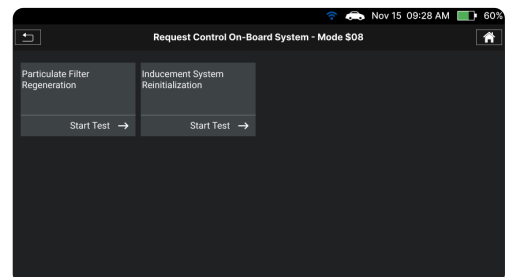 Nov 15 09:28 AM 60%
Request Control On-Board System - Mode $08
Particulate Filter
Regeneration
Start Test →
Inducement System
Reinitialization
Start Test →